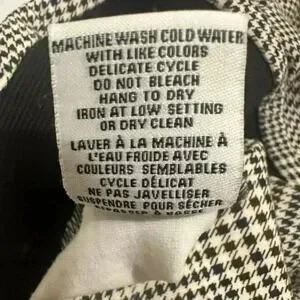 MACHINE WASH COLD WATER
WITH LIKE COLORS
DELICATE CYCLE
DO NOT BLEACH
HANG TO DRY
IRON AT LOW SETTING
OR DRY CLEAN
LAVER À LA MACHINE À
L'EAU FROIDE AVEC
COULEURS SEMBLABLES
CYCLE DÉLICAT
NE PAS JAVELLISER
SUSPENDRE POUR SÉCHER